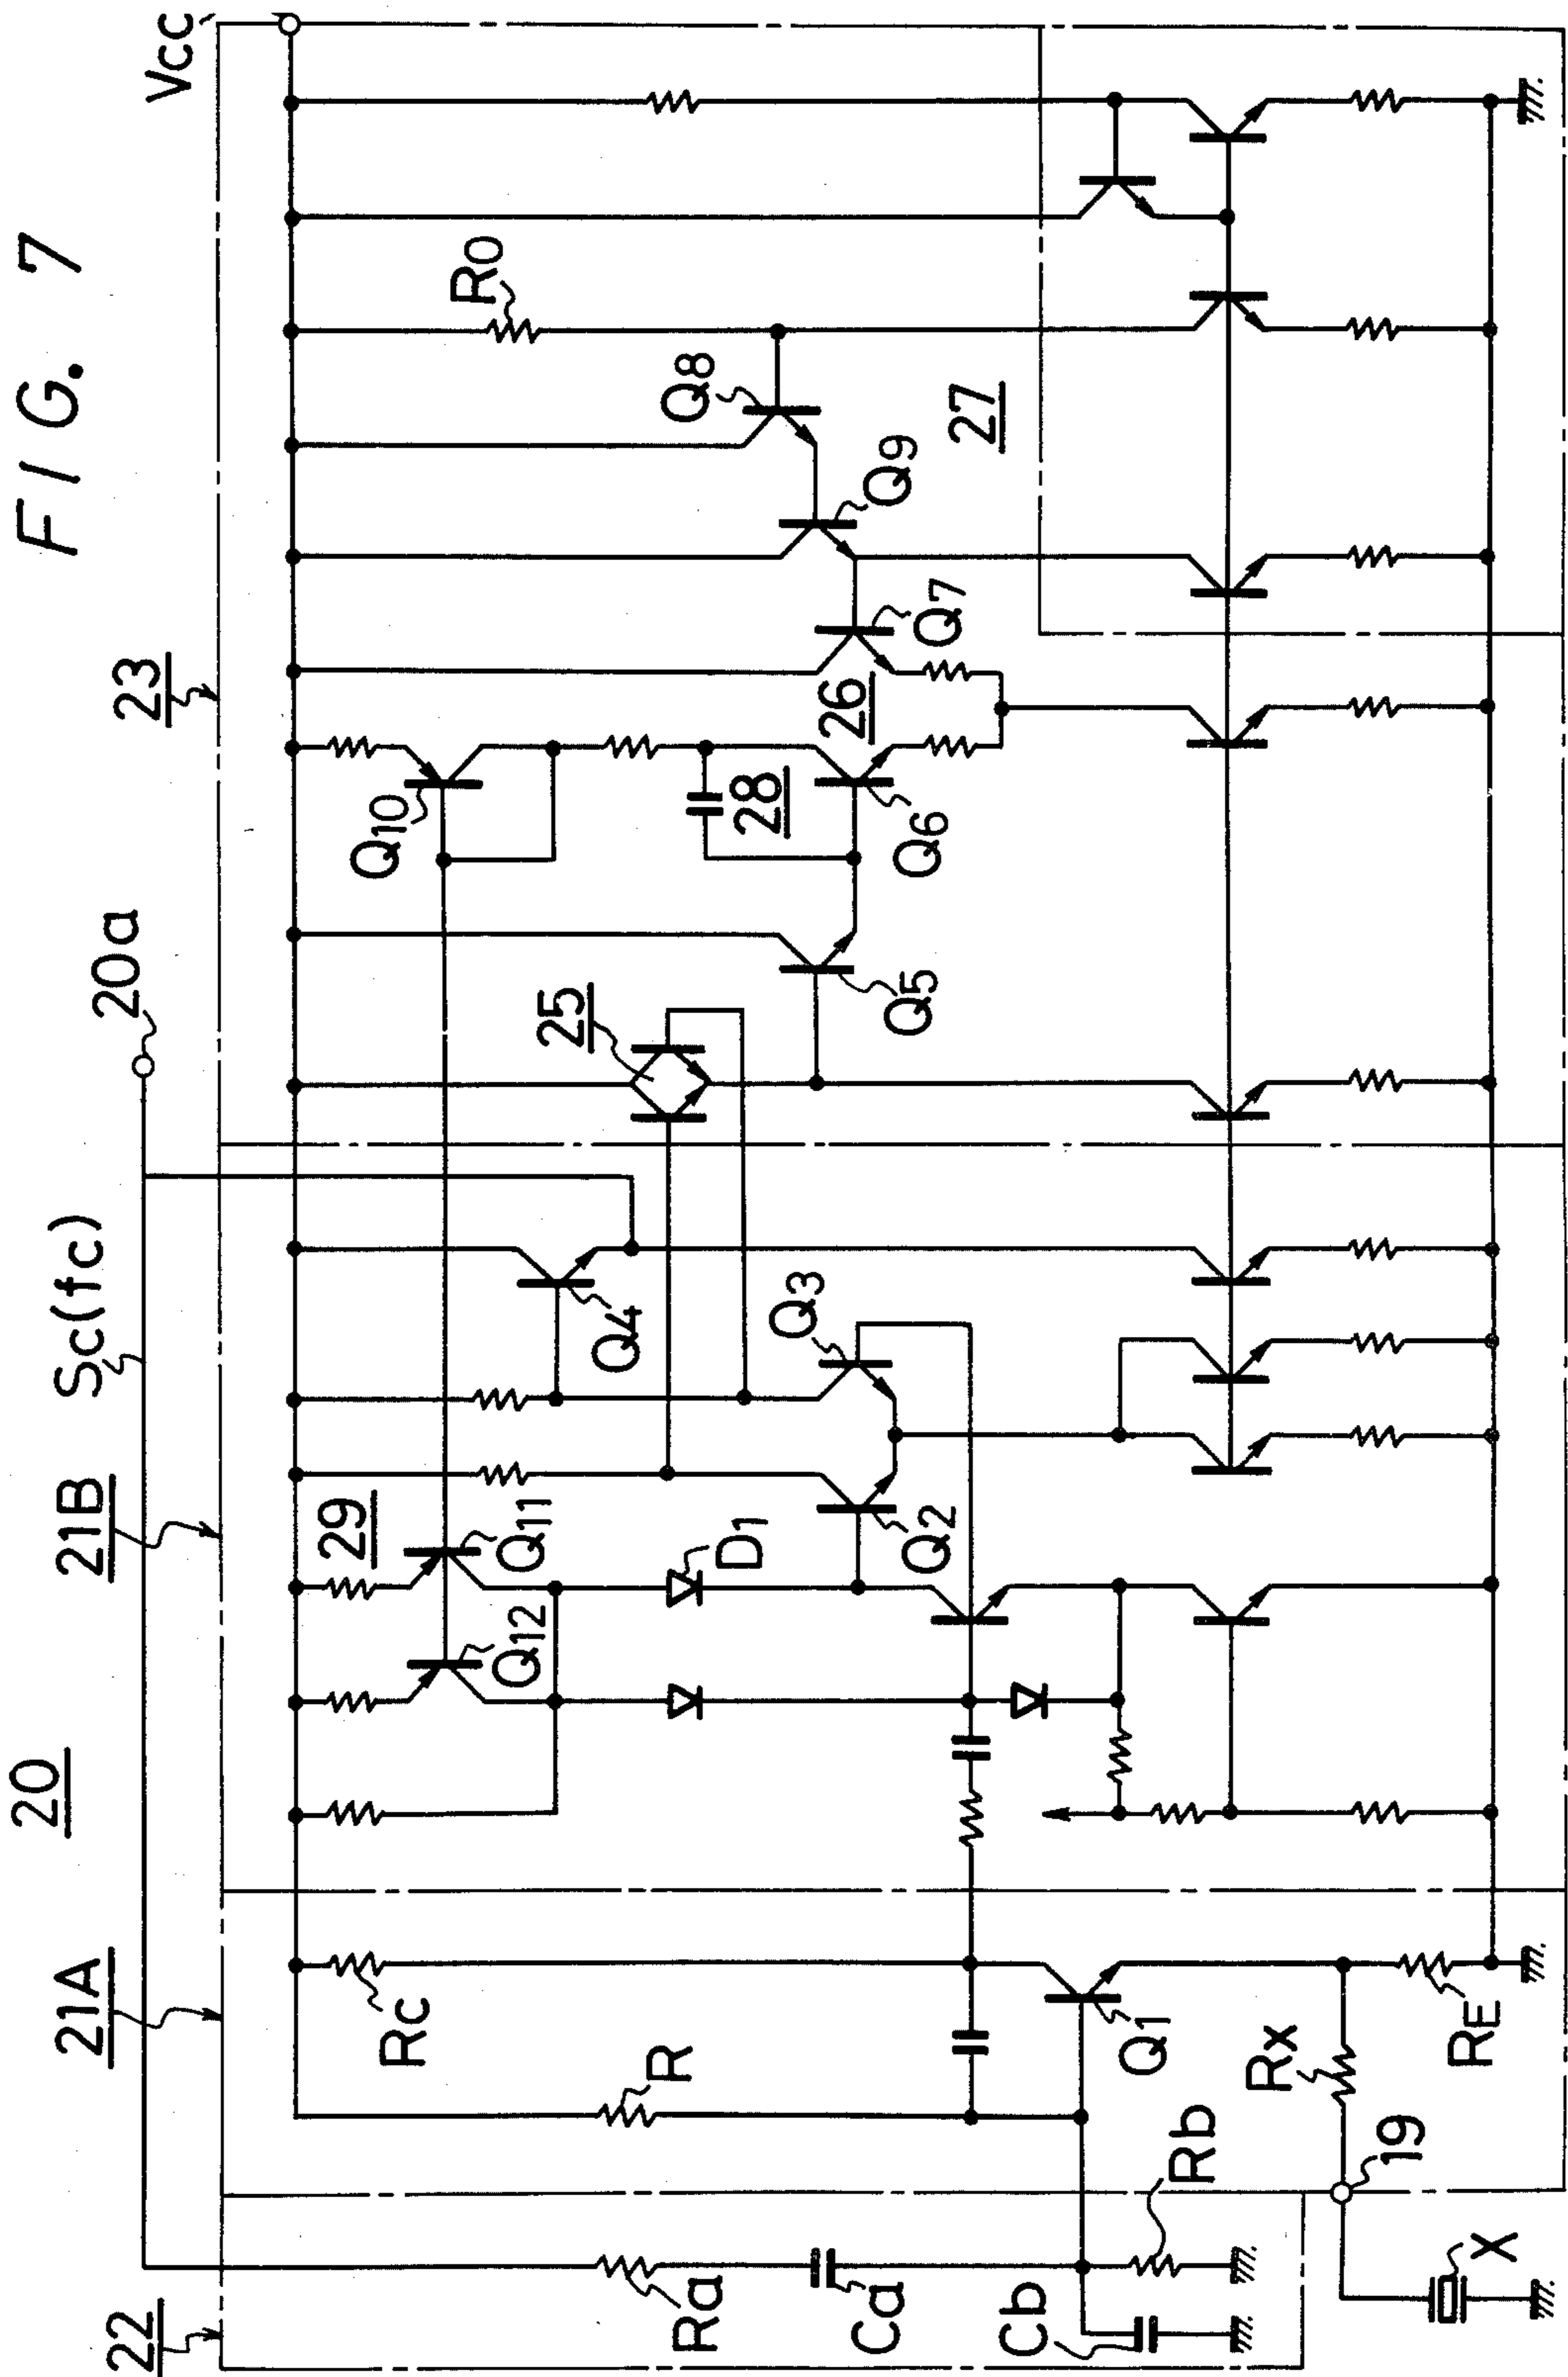 FIG. 7
20
Sc(fc)
20a
Vcc
22
21A
21B
23
Rc
R
Ra
Ca
Cb
Rb
Q1
Rx
RE
19
X
29
Q12
Q11
D1
Q2
Q3
Q4
25
Q5
Q10
28
Q6
26
Q7
Q9
Q8
R0
27